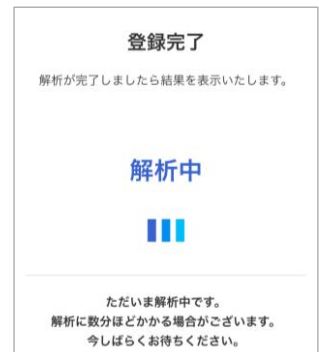 登録完了
解析が完了しましたら結果を表示いたします。
解析中
ただいま解析中です。
解析に数分ほどかかる場合がございます。
今しばらくお待ちください。